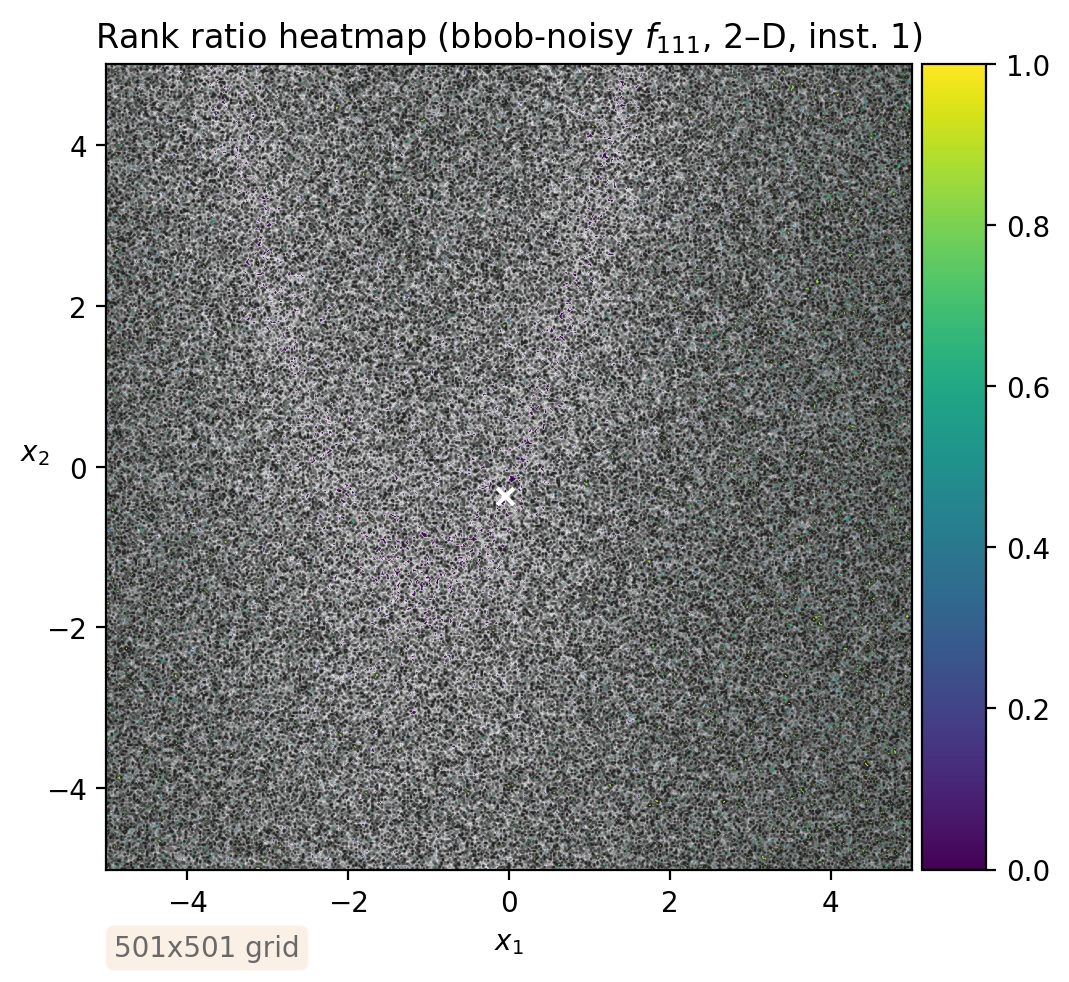 Rank ratio heatmap (bbob-noisy f₁₁₁, 2–D, inst. 1)
1.0
0.8
0.6
0.4
0.2
0.0
4
2
0
−2
−4
x₂
−4 −2 0 2 4
x₁
501x501 grid